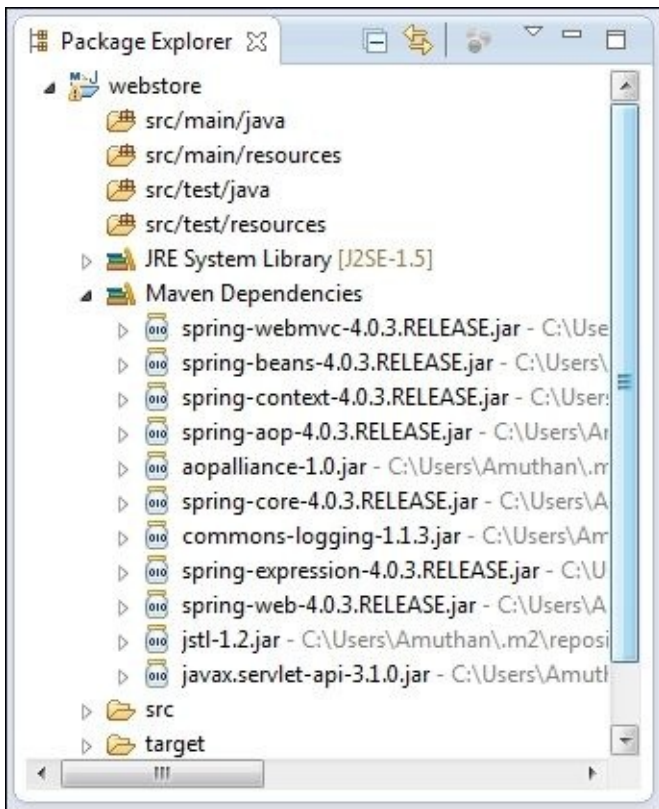 Package Explorer
webstore
src/main/java
src/main/resources
src/test/java
src/test/resources
JRE System Library [J2SE-1.5]
Maven Dependencies
spring-webmvc-4.0.3.RELEASE.jar - C:\Use
spring-beans-4.0.3.RELEASE.jar - C:\Users\
spring-context-4.0.3.RELEASE.jar - C:\User
spring-aop-4.0.3.RELEASE.jar - C:\Users\A
aopalliance-1.0.jar - C:\Users\Amuthan\.m
spring-core-4.0.3.RELEASE.jar - C:\Users\A
commons-logging-1.1.3.jar - C:\Users\Am
spring-expression-4.0.3.RELEASE.jar - C:\U
spring-web-4.0.3.RELEASE.jar - C:\Users\A
jstl-1.2.jar - C:\Users\Amuthan\.m2\reposi
javax.servlet-api-3.1.0.jar - C:\Users\Amut
src
target